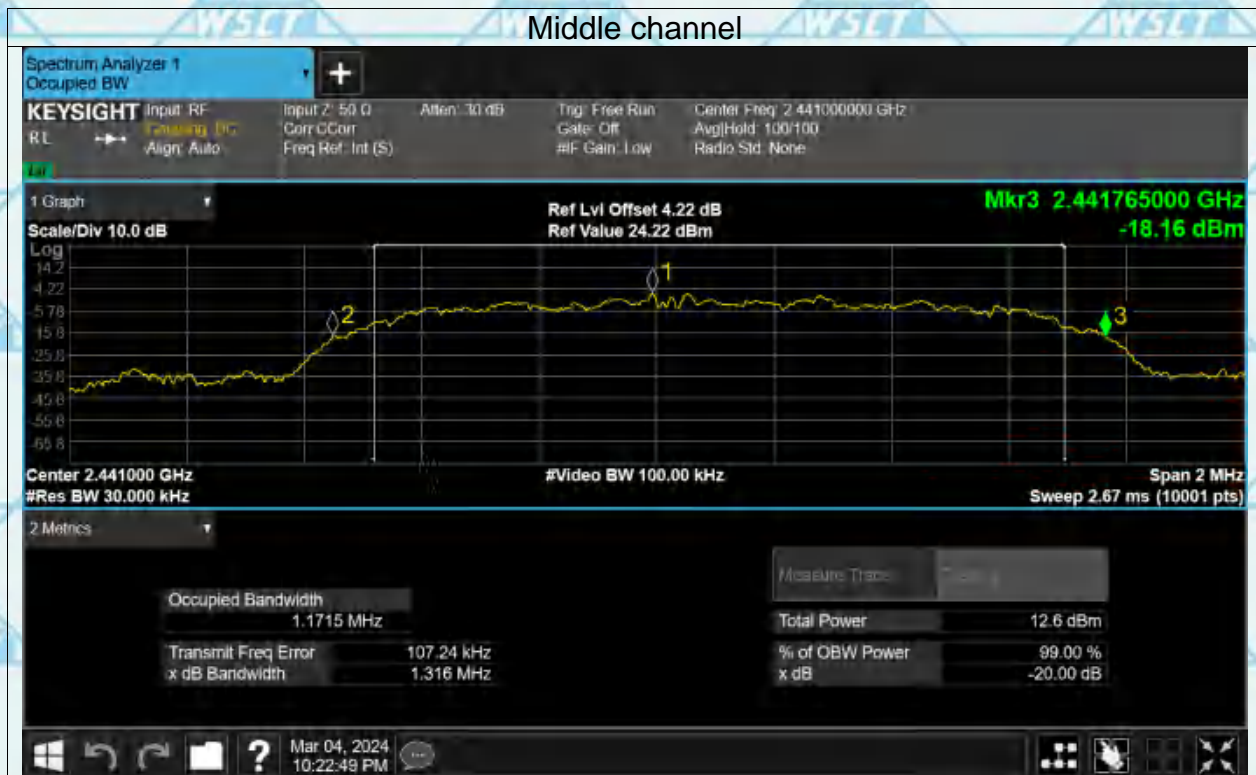 WSCT WSCT WSCT WSCT
Middle channel
Spectrum Analyzer 1
Occupied BW
+
KEYSIGHT Input: RF Input Z: 50 Ω Atten: 30 dB Trig: Free Run Center Freq: 2.441000000 GHz
RL Coupling: DC Corr CCorr Gate: Off Avg|Hold: 100/100
Align: Auto Freq Ref: Int (S) #IF Gain: Low Radio Std: None
1 Graph Ref Lvl Offset 4.22 dB Mkr3 2.441765000 GHz
Scale/Div 10.0 dB Ref Value 24.22 dBm -18.16 dBm
Log
14.2
4.22
-5.78
-15.8
-25.8
-35.8
-45.8
-55.8
-65.8
1
2
3
Center 2.441000 GHz #Video BW 100.00 kHz Span 2 MHz
#Res BW 30.000 kHz Sweep 2.67 ms (10001 pts)
2 Metrics
Measure Trace
Occupied Bandwidth
1.1715 MHz Total Power 12.6 dBm
Transmit Freq Error 107.24 kHz % of OBW Power 99.00 %
x dB Bandwidth 1.316 MHz x dB -20.00 dB
? Mar 04, 2024
10:22:49 PM